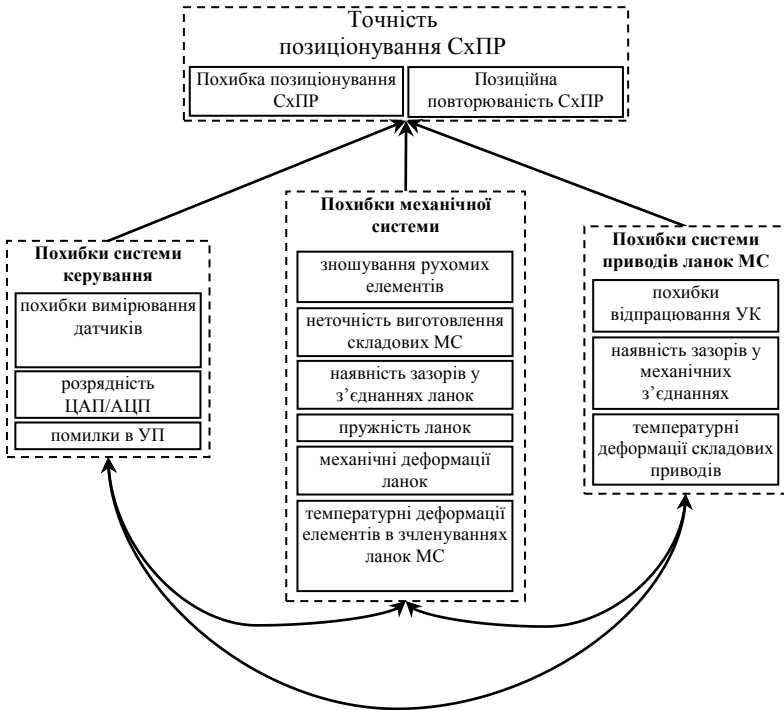 Точність
позиціонування СхПР
Похибка позиціонування
СхПР
Позиційна
повторюваність СхПР
Похибки системи
керування
похибки вимірювання
датчиків
розрядність
ЦАП/АЦП
помилки в УП
Похибки механічної
системи
зношування рухомих
елементів
неточність виготовлення
складових МС
наявність зазорів у
з’єднаннях ланок
пружність ланок
механічні деформації
ланок
температурні деформації
елементів в зчленуваннях
ланок МС
Похибки системи
приводів ланок МС
похибки
відпрацювання УК
наявність зазорів у
механічних
з’єднаннях
температурні
деформації складових
приводів